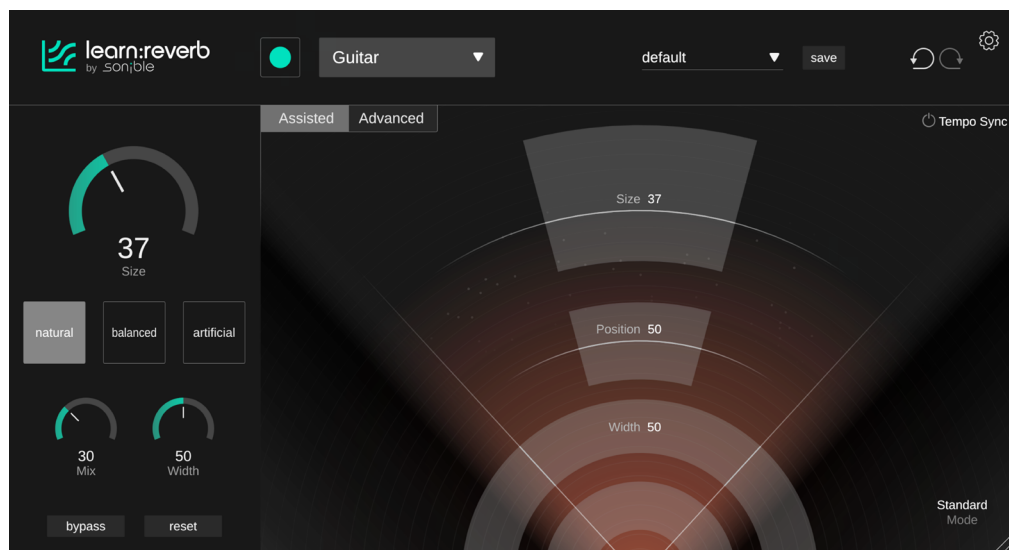 learn:reverb
by sonible
Guitar
default
save
Assisted
Advanced
Tempo Sync
37
Size
natural
balanced
artificial
30
Mix
50
Width
bypass
reset
Size 37
Position 50
Width 50
Standard
Mode